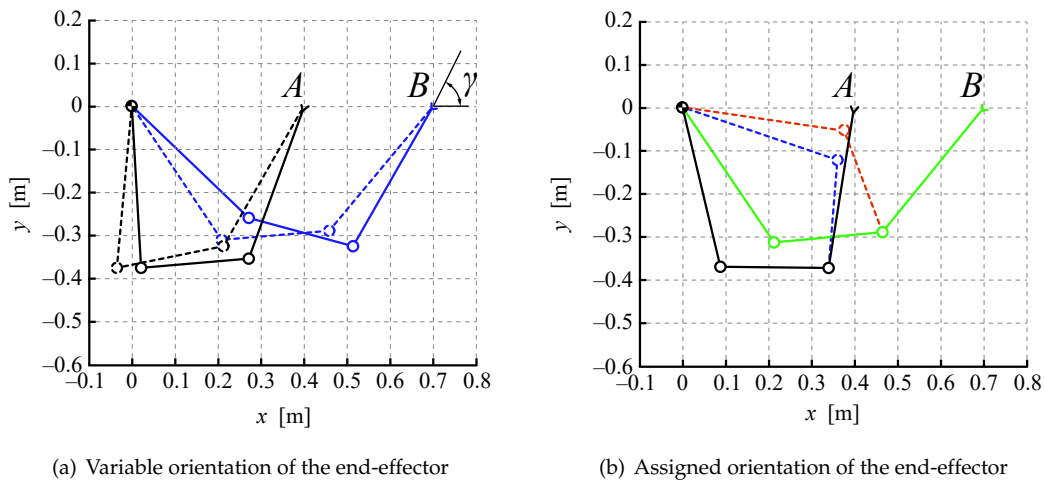 0.2
0.1
0
−0.1
−0.2
−0.3
−0.4
−0.5
−0.6
y [m]
A
B
γ
−0.1 0 0.1 0.2 0.3 0.4 0.5 0.6 0.7 0.8
x [m]
(a) Variable orientation of the end-effector
0.2
0.1
0
−0.1
−0.2
−0.3
−0.4
−0.5
−0.6
y [m]
A
B
−0.1 0 0.1 0.2 0.3 0.4 0.5 0.6 0.7 0.8
x [m]
(b) Assigned orientation of the end-effector